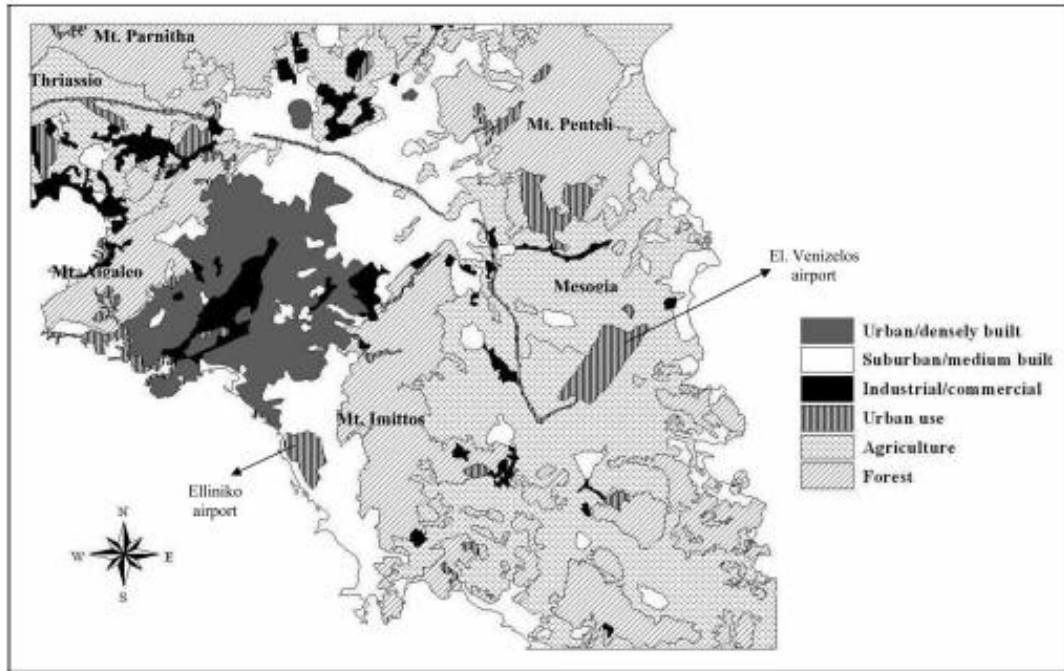 Mt. Parnitha
Thriassio
Mt. Penteli
Mt. Aigaleo
El. Venizelos
airport
Mesogia
Urban/densely built
Suburban/medium built
Industrial/commercial
Urban use
Agriculture
Forest
Mt. Imittos
Elliniko
airport
N
W
E
S